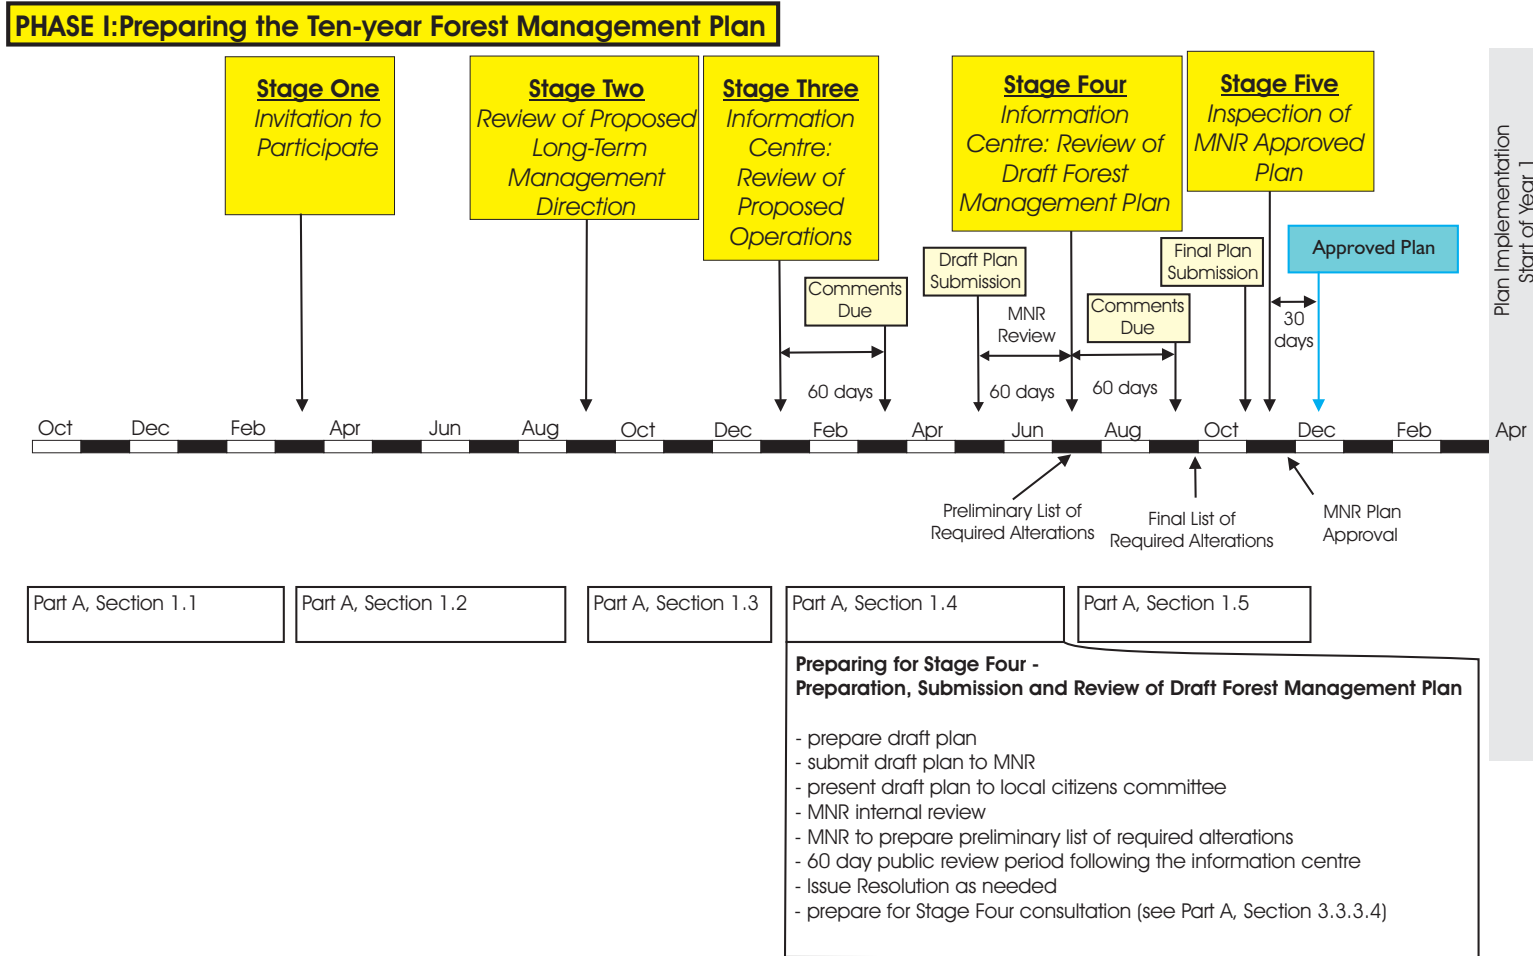 PHASE I:Preparing the Ten-year Forest Management Plan
Stage One
Invitation to
Participate
Stage Two
Review of Proposed
Long-Term
Management
Direction
Stage Three
Information
Centre:
Review of
Proposed
Operations
Stage Four
Information
Centre: Review of
Draft Forest
Management Plan
Stage Five
Inspection of
MNR Approved
Plan
Plan Implementation
Start of Year 1
Comments
Due
Draft Plan
Submission
MNR
Review
Comments
Due
Final Plan
Submission
Approved Plan
30
days
60 days
60 days
60 days
Oct Dec Feb Apr Jun Aug Oct Dec Feb Apr Jun Aug Oct Dec Feb Apr
Preliminary List of
Required Alterations
Final List of
Required Alterations
MNR Plan
Approval
Part A, Section 1.1
Part A, Section 1.2
Part A, Section 1.3
Part A, Section 1.4
Part A, Section 1.5
Preparing for Stage Four -
Preparation, Submission and Review of Draft Forest Management Plan
- prepare draft plan
- submit draft plan to MNR
- present draft plan to local citizens committee
- MNR internal review
- MNR to prepare preliminary list of required alterations
- 60 day public review period following the information centre
- Issue Resolution as needed
- prepare for Stage Four consultation (see Part A, Section 3.3.3.4)